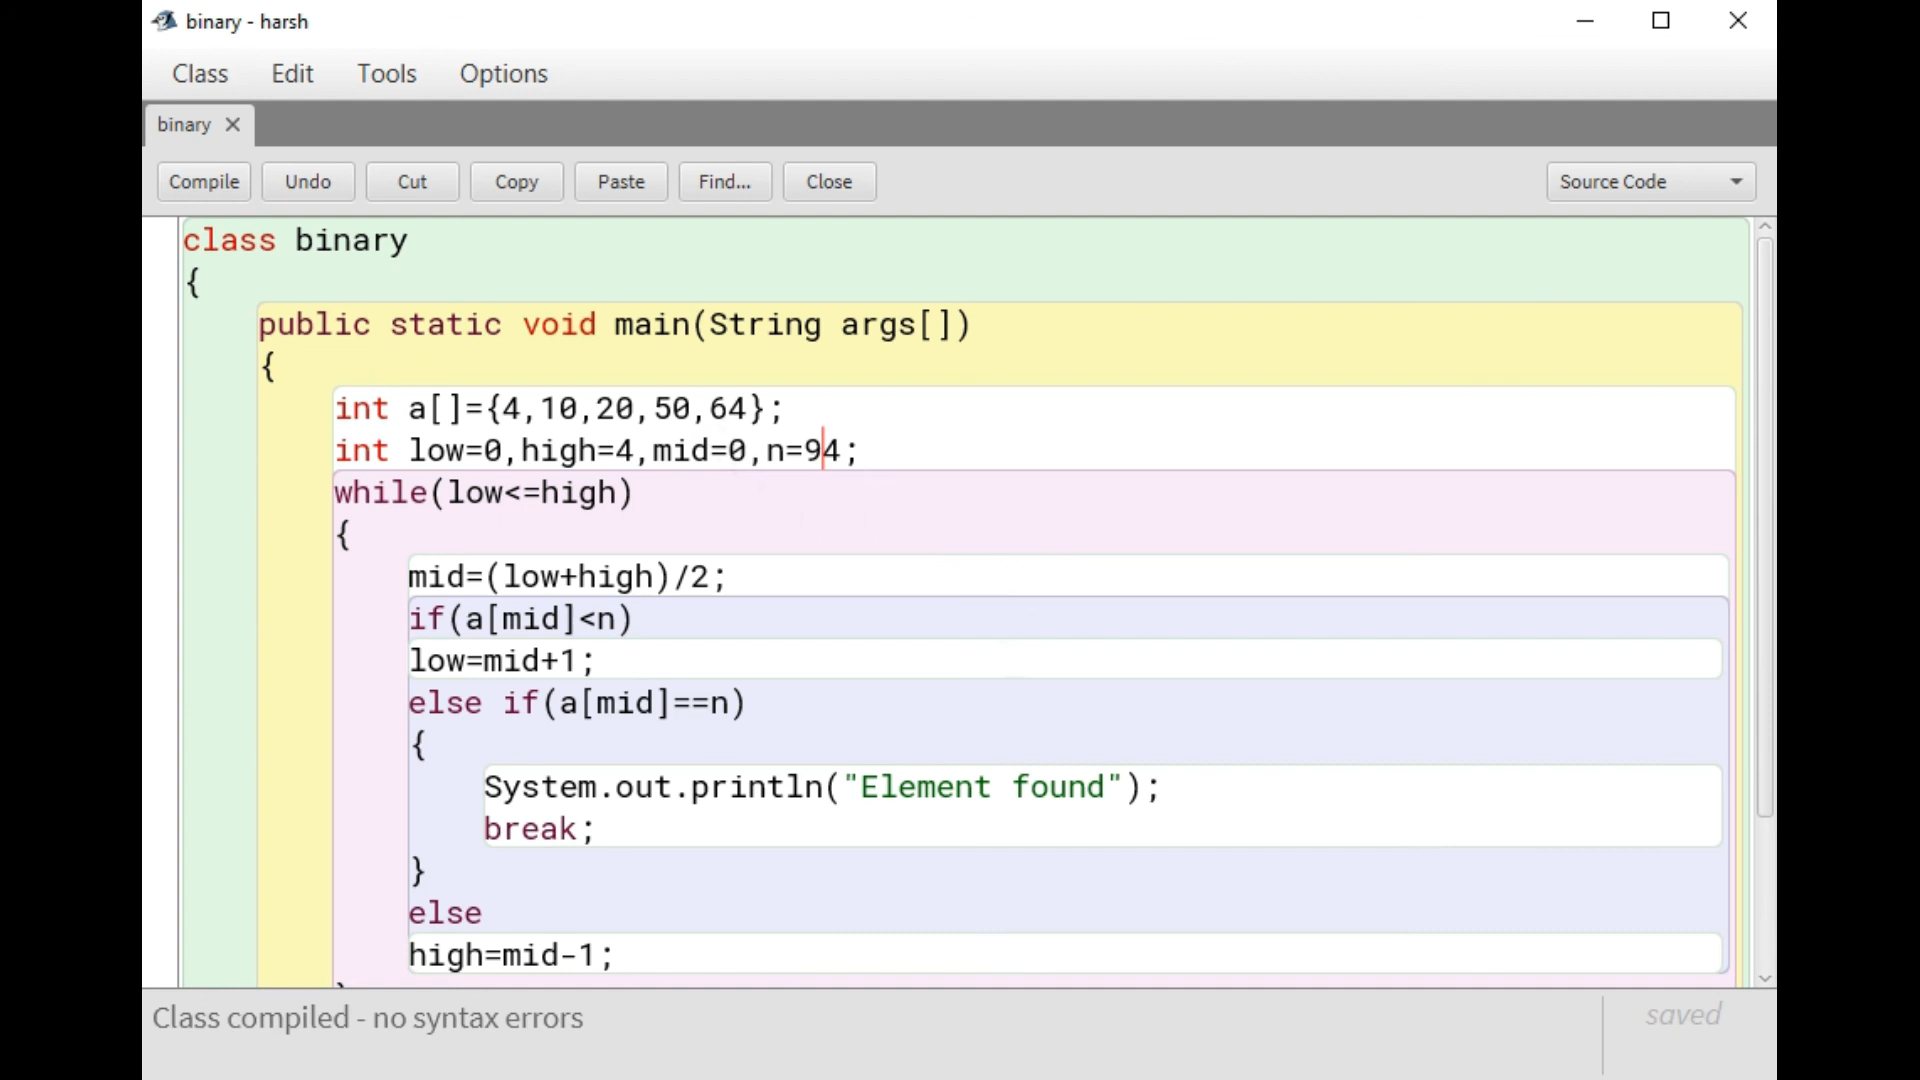 binary - harsh
Class Edit Tools Options
binary
Compile Undo Cut Copy Paste Find... Close Source Code
class binary
{
public static void main(String args[])
{
int a[]={4,10,20,50,64};
int low=0,high=4,mid=0,n=94;
while(low<=high)
{
mid=(low+high)/2;
if(a[mid]<n)
low=mid+1;
else if(a[mid]==n)
{
System.out.println("Element found");
break;
}
else
high=mid-1;
Class compiled - no syntax errors
saved